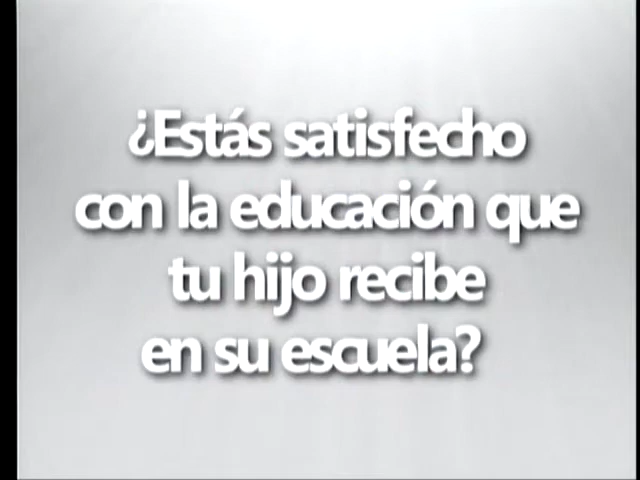 ¿Estás satisfecho
con la educación que
tu hijo recibe
en su escuela?